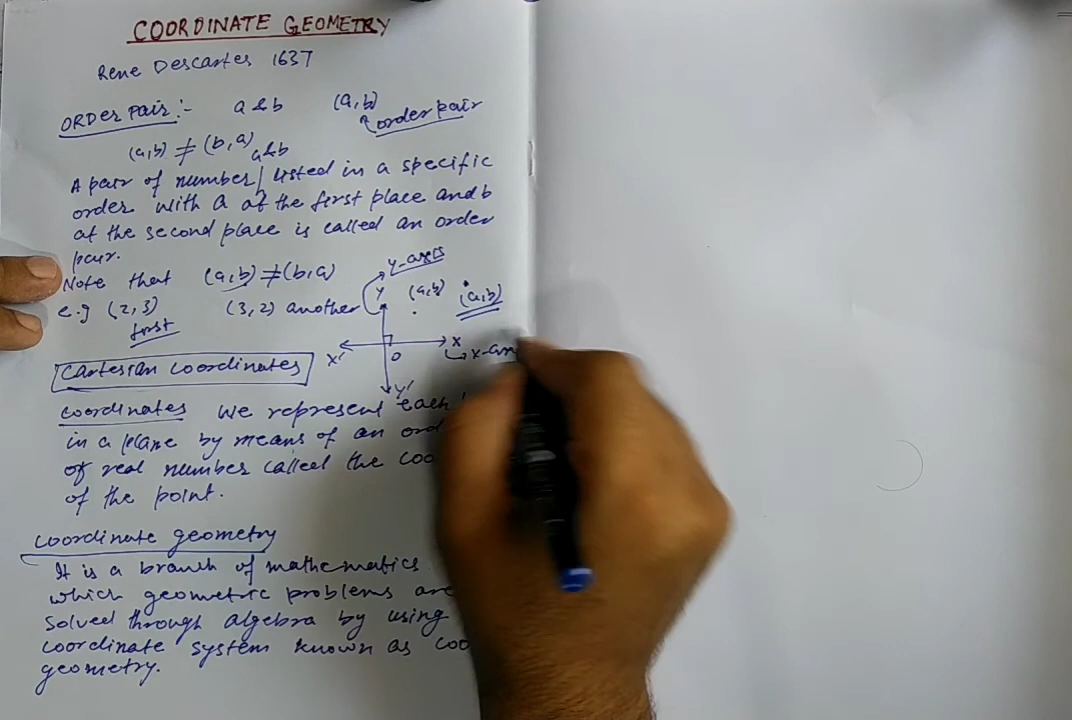 COORDINATE GEOMETRY
Rene Descartes 1637
ORDER PAIR :- a & b (a,b)
order pair
(a,b) ≠ (b,a)
a & b
A pair of number listed in a specific
order with a at the first place and b
at the second place is called an order
pair.
Note that (a,b) ≠ (b,a)
e.g (2,3) (3,2) another
first
y-axis
Y (a,b) (a,b)
X' O X
x-ax
Y'
Cartesian coordinates
coordinates We represent each
in a plane by means of an
of real number called the
of the point.
coordinate geometry
It is a branch of mathematics
which geometric problems are
solved through algebra by using
coordinate system known as
geometry.